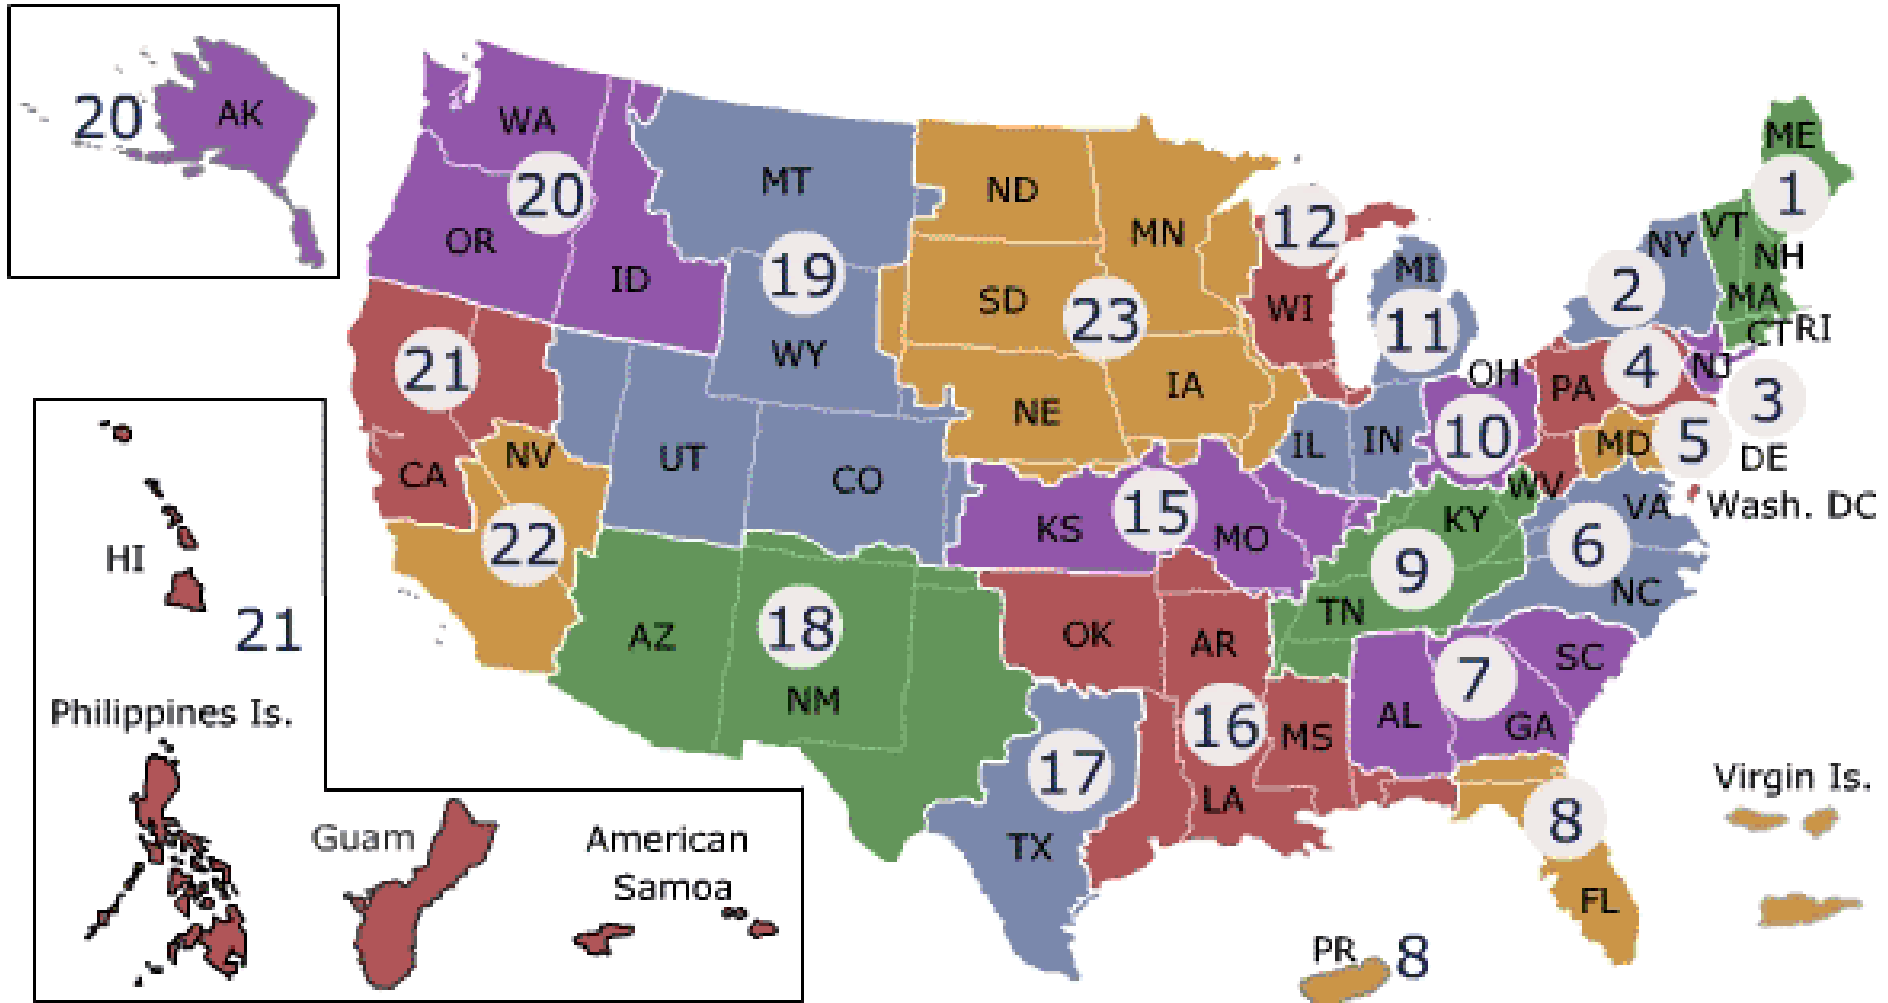 20
AK
WA
20
OR
ID
MT
19
WY
ND
MN
SD
23
NE
IA
12
WI
MI
11
ME
1
VT
NY
NH
2
MA
CT
RI
4
NJ
3
OH
PA
10
MD
5
DE
WV
Wash. DC
VA
6
NC
21
CA
NV
22
UT
CO
KS
15
MO
IL
IN
KY
9
TN
AZ
18
NM
OK
AR
16
MS
LA
17
TX
7
SC
AL
GA
8
FL
Virgin Is.
PR
8
HI
21
Philippines Is.
Guam
American
Samoa